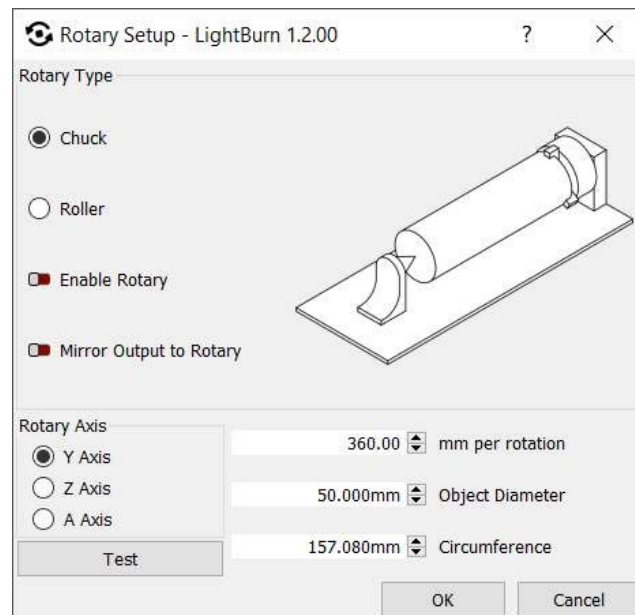 Rotary Setup - LightBurn 1.2.00 ?
Rotary Type
Chuck
Roller
Enable Rotary
Mirror Output to Rotary
Rotary Axis
Y Axis
Z Axis
A Axis
Test
360.00 mm per rotation
50.000mm Object Diameter
157.080mm Circumference
OK Cancel